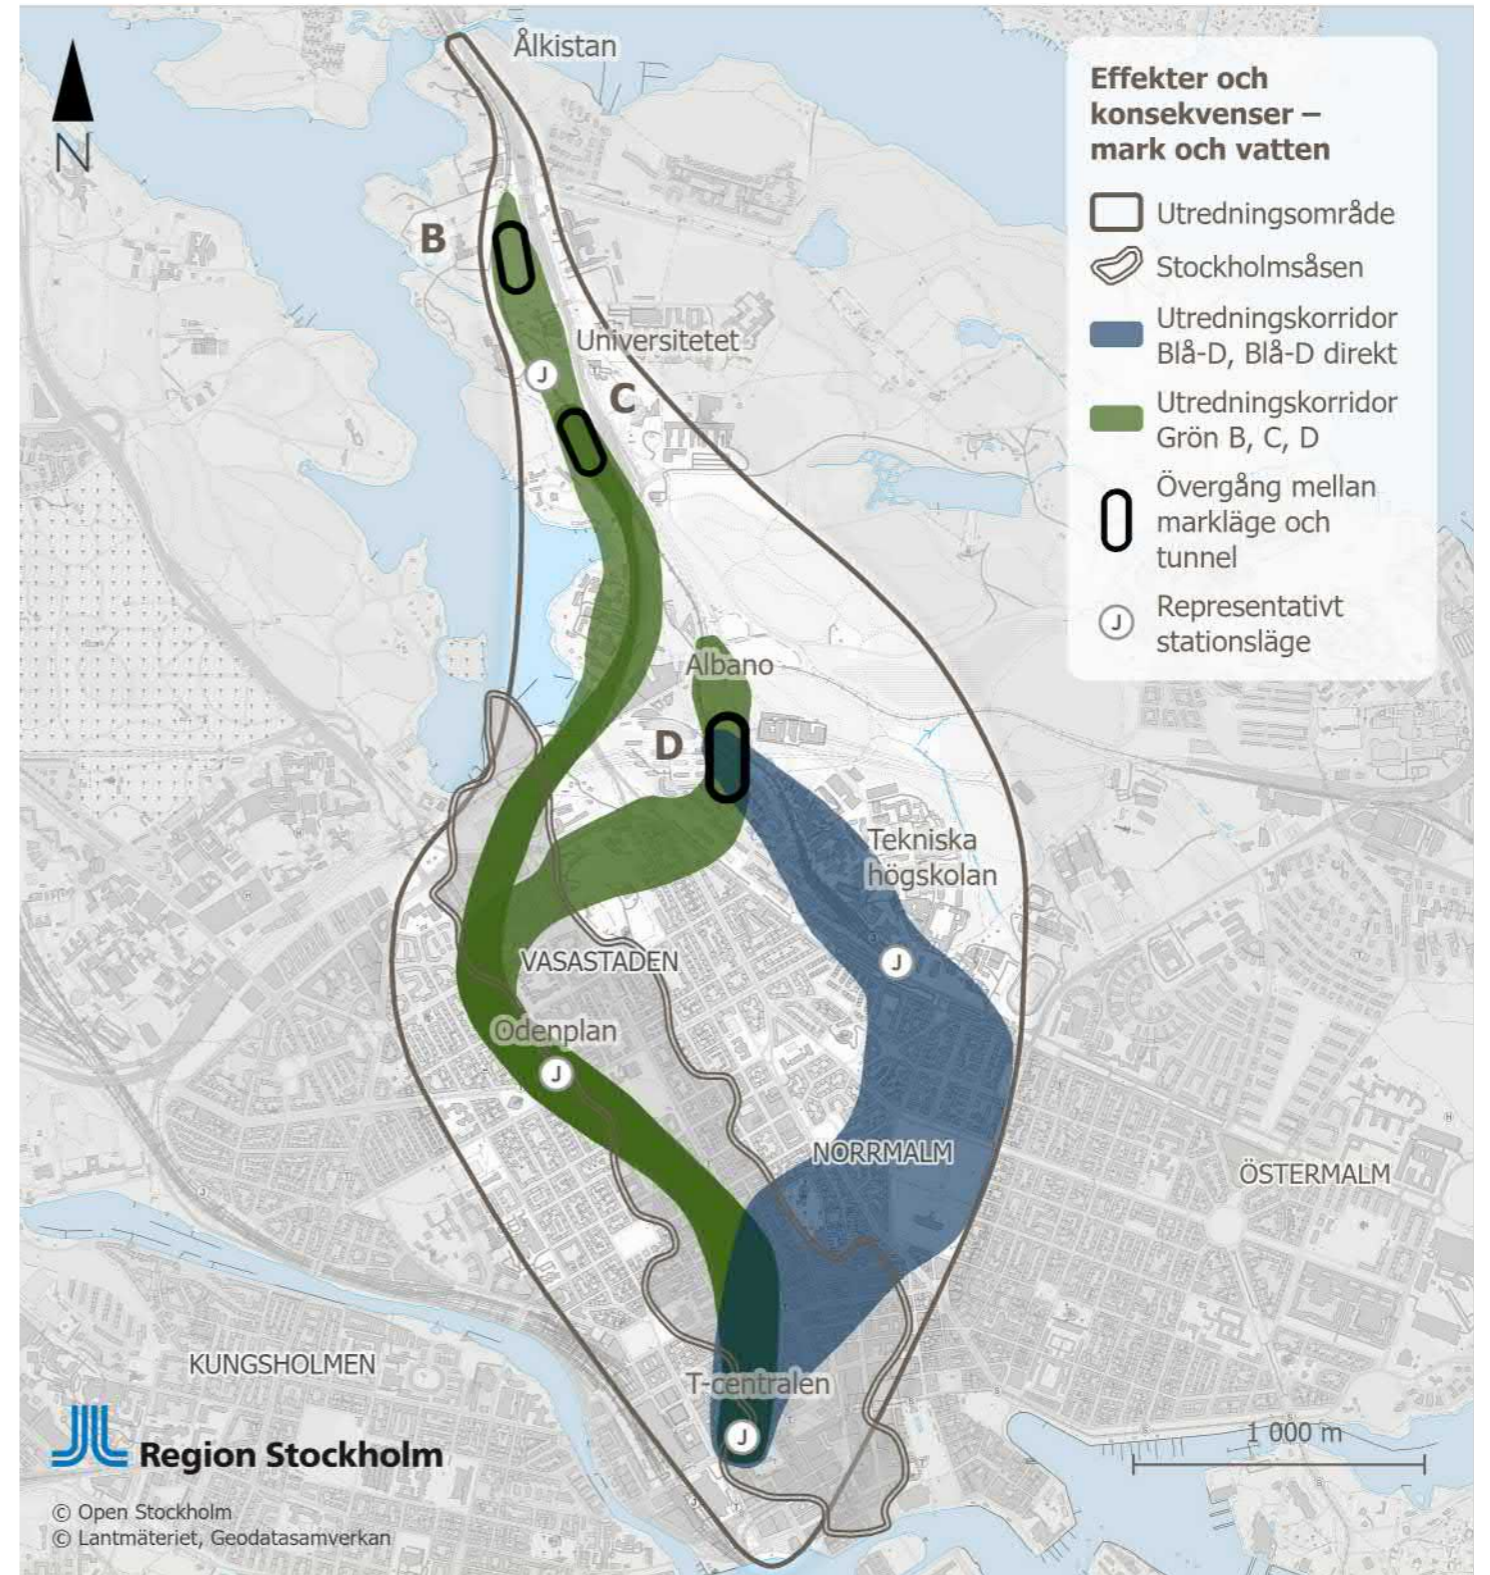 Ålkistan
N
B
Universitetet
J
C
Albano
D
Tekniska
högskolan
J
VASASTADEN
Odenplan
J
NORRMALM
ÖSTERMALM
KUNGSHOLMEN
T-centralen
J
Effekter och
konsekvenser –
mark och vatten
Utredningsområde
Stockholmsåsen
Utredningskorridor
Blå-D, Blå-D direkt
Utredningskorridor
Grön B, C, D
Övergång mellan
markläge och
tunnel
J
Representativt
stationsläge
1 000 m
Region Stockholm
© Open Stockholm
© Lantmäteriet, Geodatasamverkan